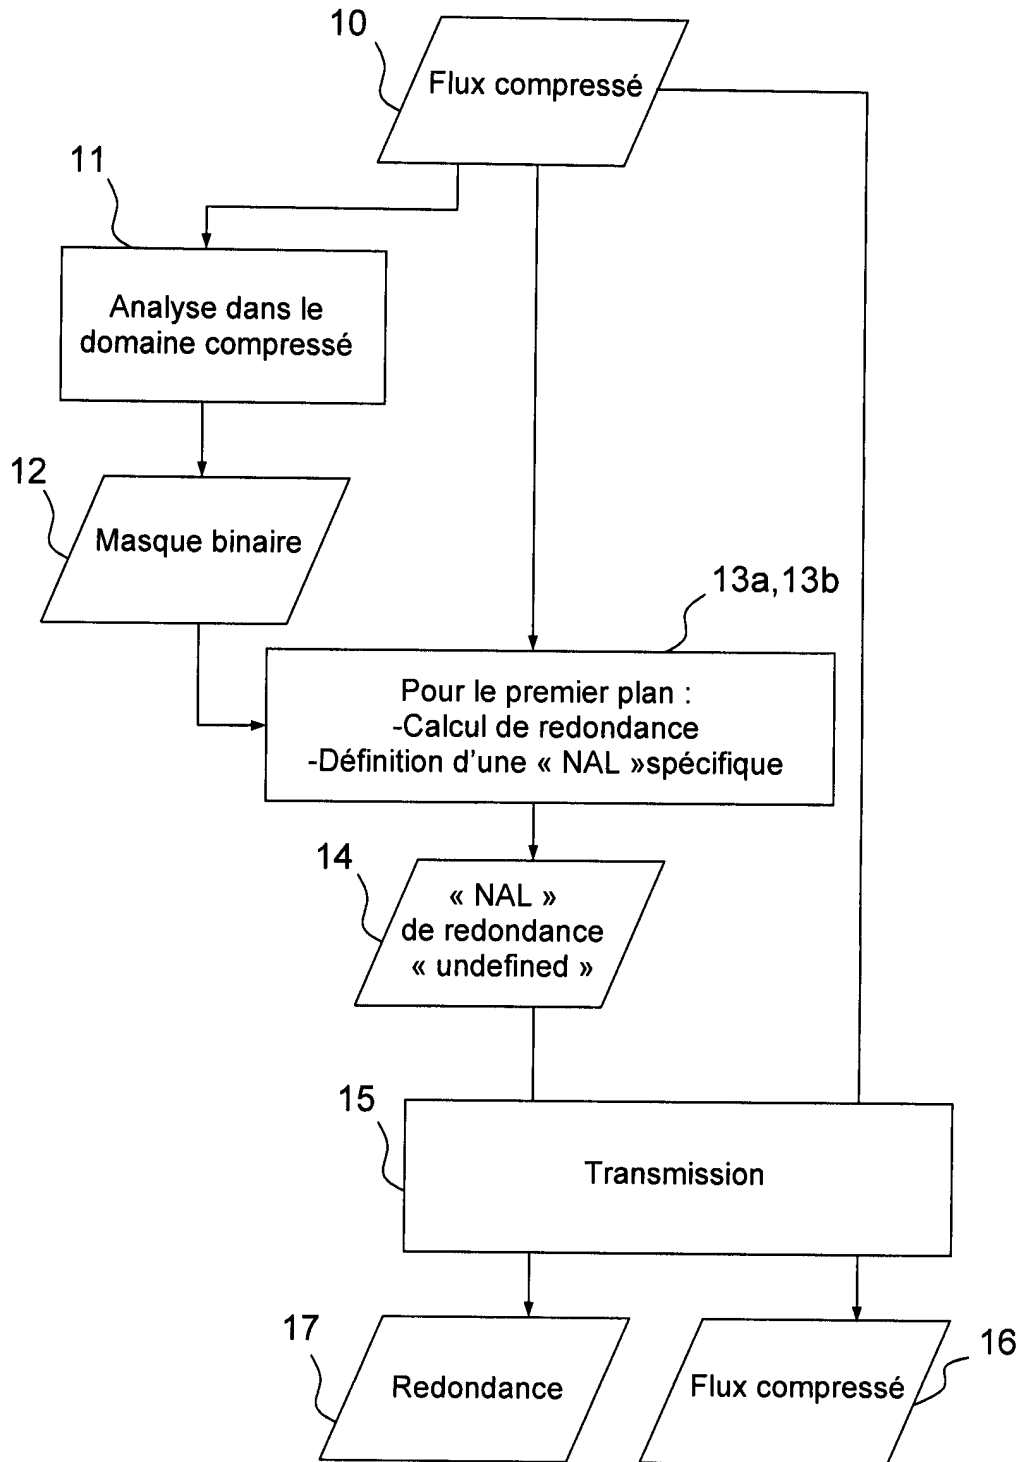 10
Flux compressé
11
Analyse dans le
domaine compressé
12
Masque binaire
13a,13b
Pour le premier plan :
-Calcul de redondance
-Définition d'une « NAL »spécifique
14
« NAL »
de redondance
« undefined »
15
Transmission
17
Redondance
16
Flux compressé